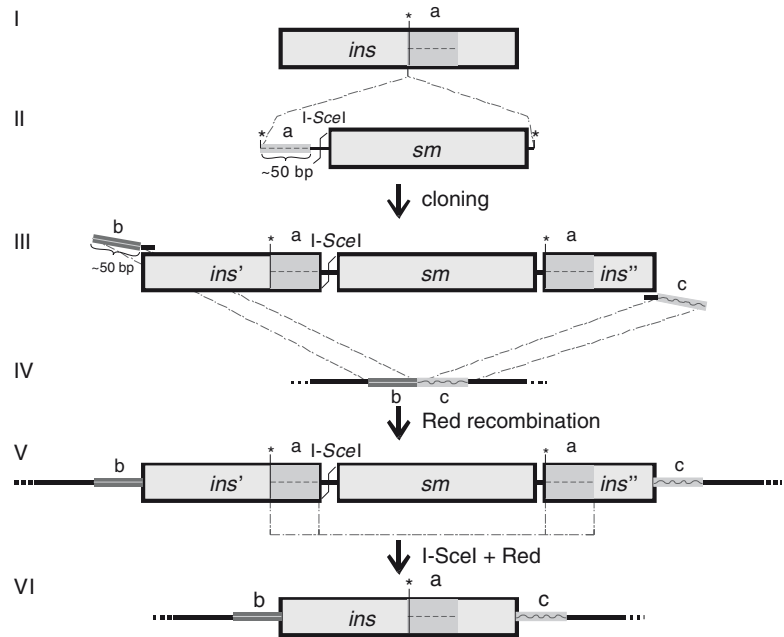 I
* a
ins
II
I-SceI
* a *
sm
~50 bp
cloning
III
b
~50 bp
* a I-SceI * a
ins' sm ins''
c
IV
b c
Red recombination
V
b * a I-SceI * a c
ins' sm ins''
I-SceI + Red
VI
b * a c
ins